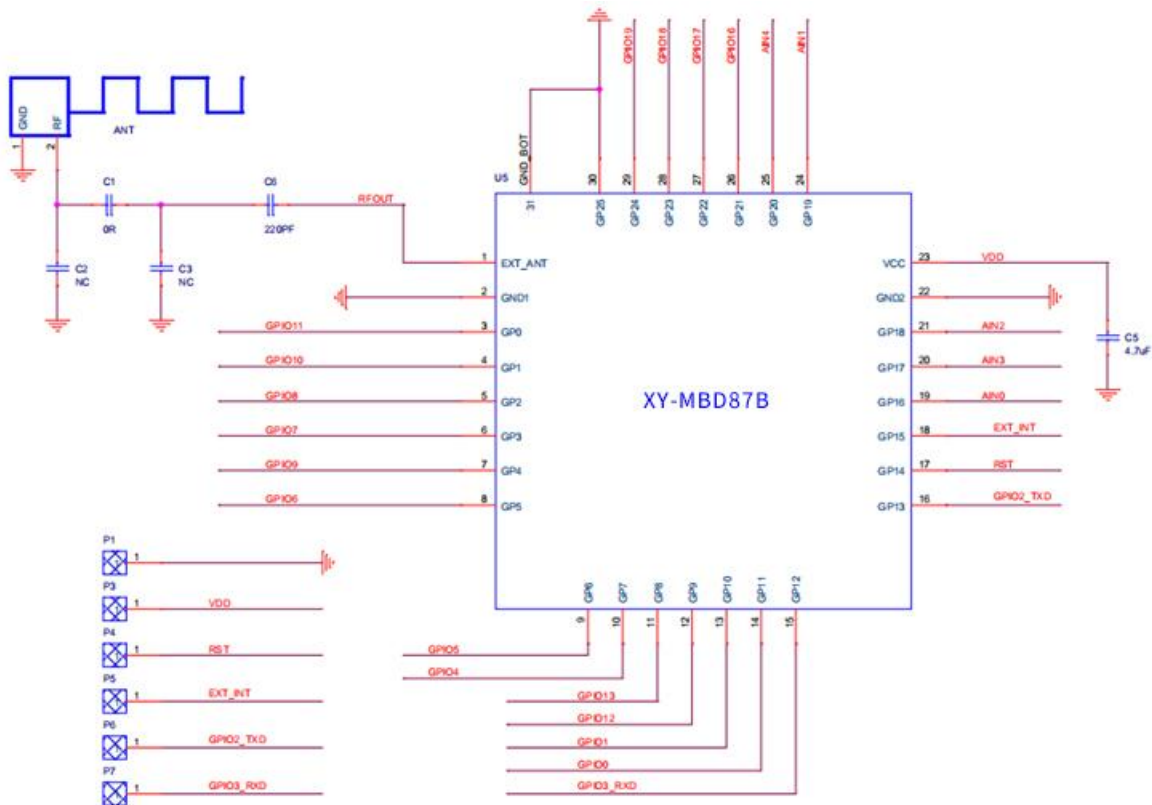 GPIO19
GPIO18
GPIO17
GPIO16
AIN4
AIN1
GND
RF
1
2
ANT
GND_BOT
U5
31
30
29
28
27
26
25
24
GP25
GP24
GP23
GP22
GP21
GP20
GP19
C1
0R
C6
220PF
RFOUT
C2
NC
C3
NC
1 EXT_ANT
2 GND1
GPIO11 3 GP0
GPIO10 4 GP1
GPIO8 5 GP2
GPIO7 6 GP3
GPIO9 7 GP4
GPIO6 8 GP5
XY-MBD87B
VCC 23 VDD
GND2 22
GP18 21 AIN2
GP17 20 AIN3
GP16 19 AIN0
GP15 18 EXT_INT
GP14 17 RST
GP13 16 GPIO2_TXD
C5
4.7uF
GP6
GP7
GP8
GP9
GP10
GP11
GP12
9
10
11
12
13
14
15
GPIO5
GPIO4
GPIO13
GPIO12
GPIO1
GPIO0
GPIO3_RXD
P1
1 1
P3
1 1 VDD
P4
1 1 RST
P5
1 1 EXT_INT
P6
1 1 GPIO2_TXD
P7
1 1 GPIO3_RXD